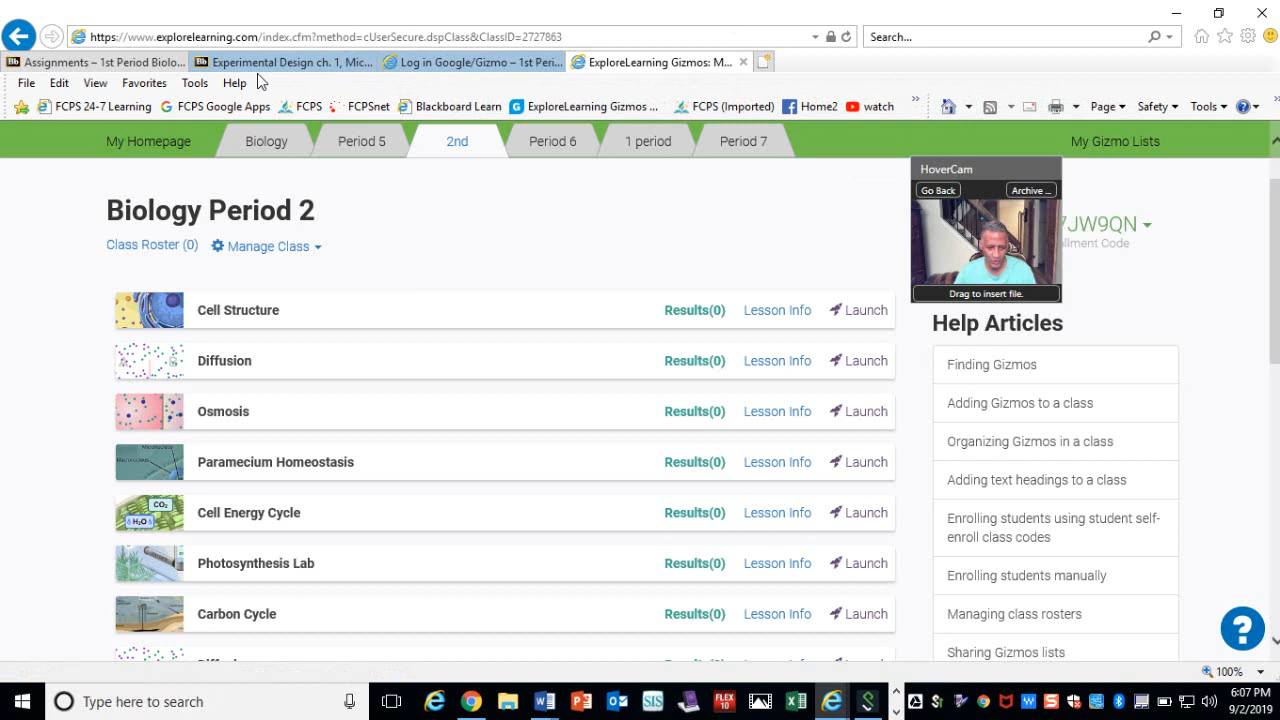 https://www.explorelearning.com/index.cfm?method=cUserSecure.dspClass&ClassID=2727863
Search...
Assignments – 1st Period Biolo...
Experimental Design ch. 1, Mic...
Log in Google/Gizmo – 1st Peri...
ExploreLearning Gizmos: M...
File Edit View Favorites Tools Help
FCPS 24-7 Learning
FCPS Google Apps
FCPS
FCPSnet
Blackboard Learn
ExploreLearning Gizmos ...
FCPS (Imported)
Home2
watch
Page
Safety
Tools
My Homepage
Biology
Period 5
2nd
Period 6
1 period
Period 7
My Gizmo Lists
HoverCam
Go Back
Archive ...
Drag to insert file.
Biology Period 2
7JW9QN
llment Code
Class Roster (0)
Manage Class
Cell Structure Results(0) Lesson Info Launch
Diffusion Results(0) Lesson Info Launch
Osmosis Results(0) Lesson Info Launch
Paramecium Homeostasis Results(0) Lesson Info Launch
CO₂
H₂O
Cell Energy Cycle Results(0) Lesson Info Launch
Photosynthesis Lab Results(0) Lesson Info Launch
Carbon Cycle Results(0) Lesson Info Launch
Help Articles
Finding Gizmos
Adding Gizmos to a class
Organizing Gizmos in a class
Adding text headings to a class
Enrolling students using student self-
enroll class codes
Enrolling students manually
Managing class rosters
Sharing Gizmo lists
100%
Type here to search
SIS
FLEX
10
6:07 PM
9/2/2019